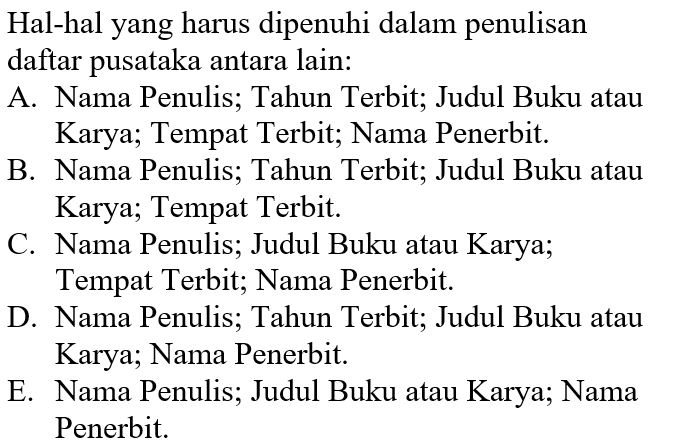 Hal-hal yang harus dipenuhi dalam penulisan
daftar pusataka antara lain:
A. Nama Penulis; Tahun Terbit; Judul Buku atau
Karya; Tempat Terbit; Nama Penerbit.
B. Nama Penulis; Tahun Terbit; Judul Buku atau
Karya; Tempat Terbit.
C. Nama Penulis; Judul Buku atau Karya;
Tempat Terbit; Nama Penerbit.
D. Nama Penulis; Tahun Terbit; Judul Buku atau
Karya; Nama Penerbit.
E. Nama Penulis; Judul Buku atau Karya; Nama
Penerbit.